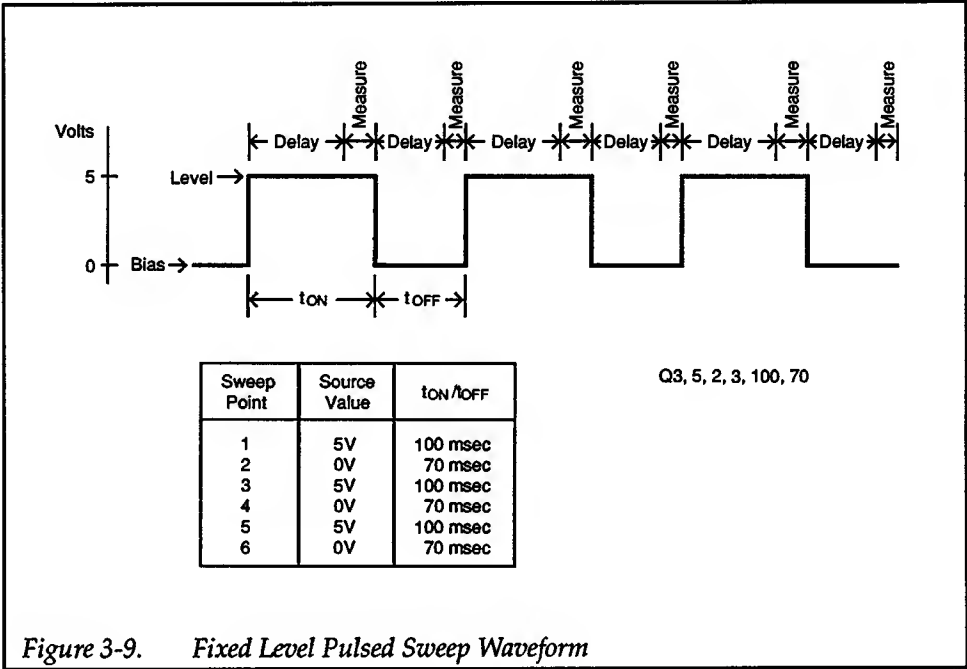 Measure Measure Measure Measure Measure Measure
Volts
Delay Delay Delay Delay Delay Delay
5 Level
0 Bias
tON tOFF
Q3, 5, 2, 3, 100, 70
Sweep Point Source Value tON/tOFF
1 5V 100 msec
2 0V 70 msec
3 5V 100 msec
4 0V 70 msec
5 5V 100 msec
6 0V 70 msec
Figure 3-9. Fixed Level Pulsed Sweep Waveform